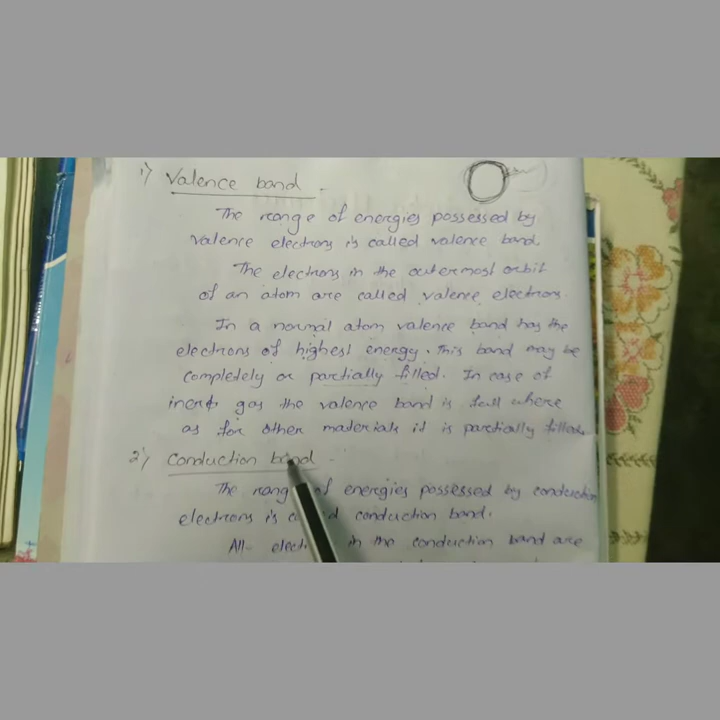 1) Valence band
The range of energies possessed by
valence electrons is called valence band.
The electrons in the outermost orbit
of an atom are called valence electrons.
In a normal atom valence band has the
electrons of highest energy. This band may be
completely or partially filled. In case of
inert gas the valence band is full where
as for other materials it is partially filled.
2) Conduction band
The of energies possessed by conduction
electrons is conduction band.
All in the conduction band are